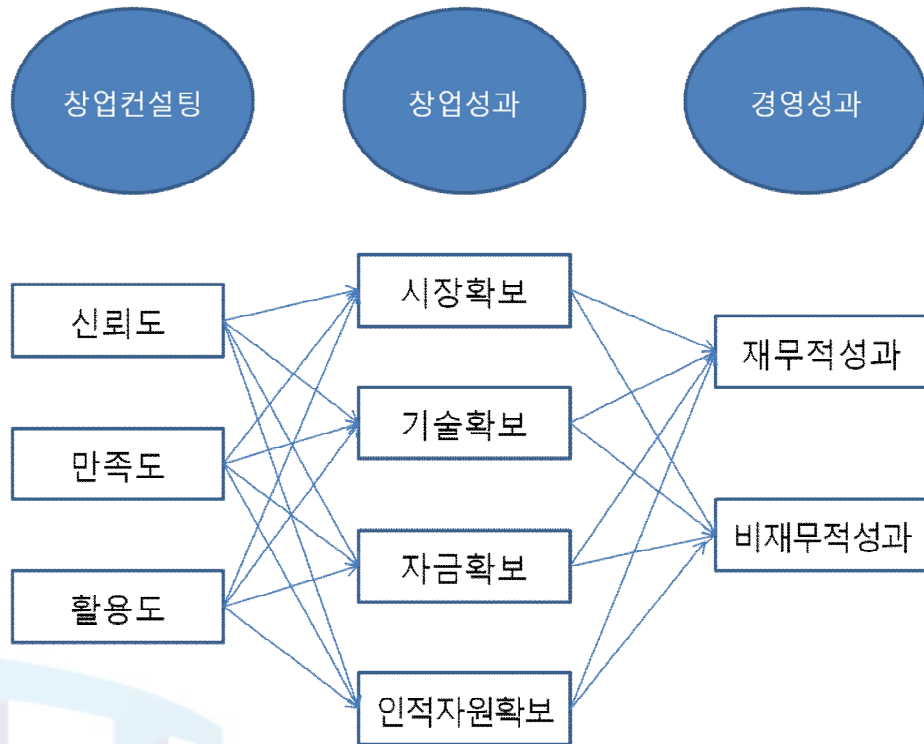 창업컨설팅
창업성과
경영성과
신뢰도
만족도
활용도
시장확보
기술확보
자금확보
인적자원확보
재무적성과
비재무적성과